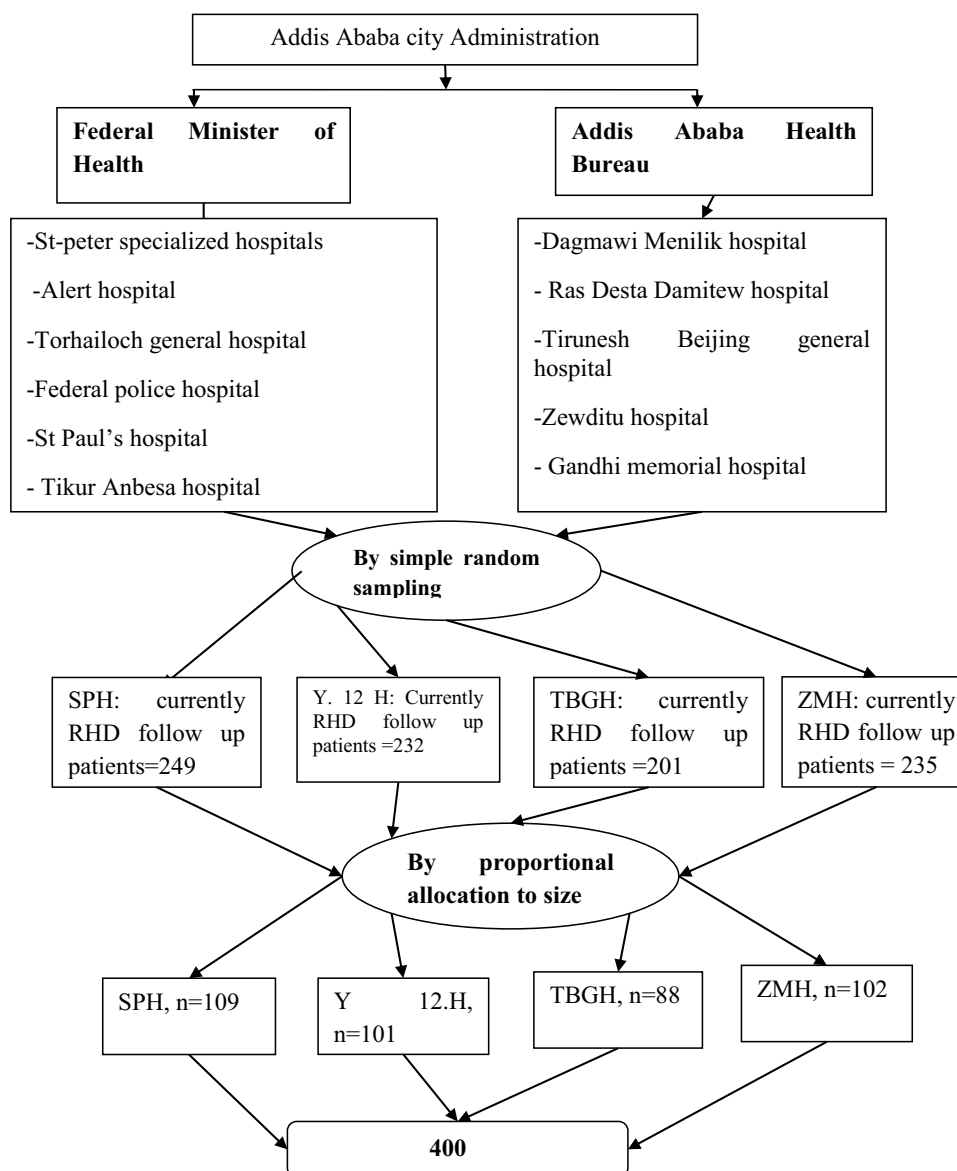 Addis Ababa city Administration
Federal Minister of
Health
Addis Ababa Health
Bureau
-St-peter specialized hospitals
-Alert hospital
-Torhailoch general hospital
-Federal police hospital
-St Paul’s hospital
- Tikur Anbesa hospital
-Dagmawi Menilik hospital
- Ras Desta Damitew hospital
-Tirunesh Beijing general
hospital
-Zewditu hospital
- Gandhi memorial hospital
By simple random
sampling
SPH: currently
RHD follow up
patients=249
Y. 12 H: Currently
RHD follow up
patients =232
TBGH: currently
RHD follow up
patients =201
ZMH: currently
RHD follow up
patients = 235
By proportional
allocation to size
SPH, n=109
Y 12.H,
n=101
TBGH, n=88
ZMH, n=102
400